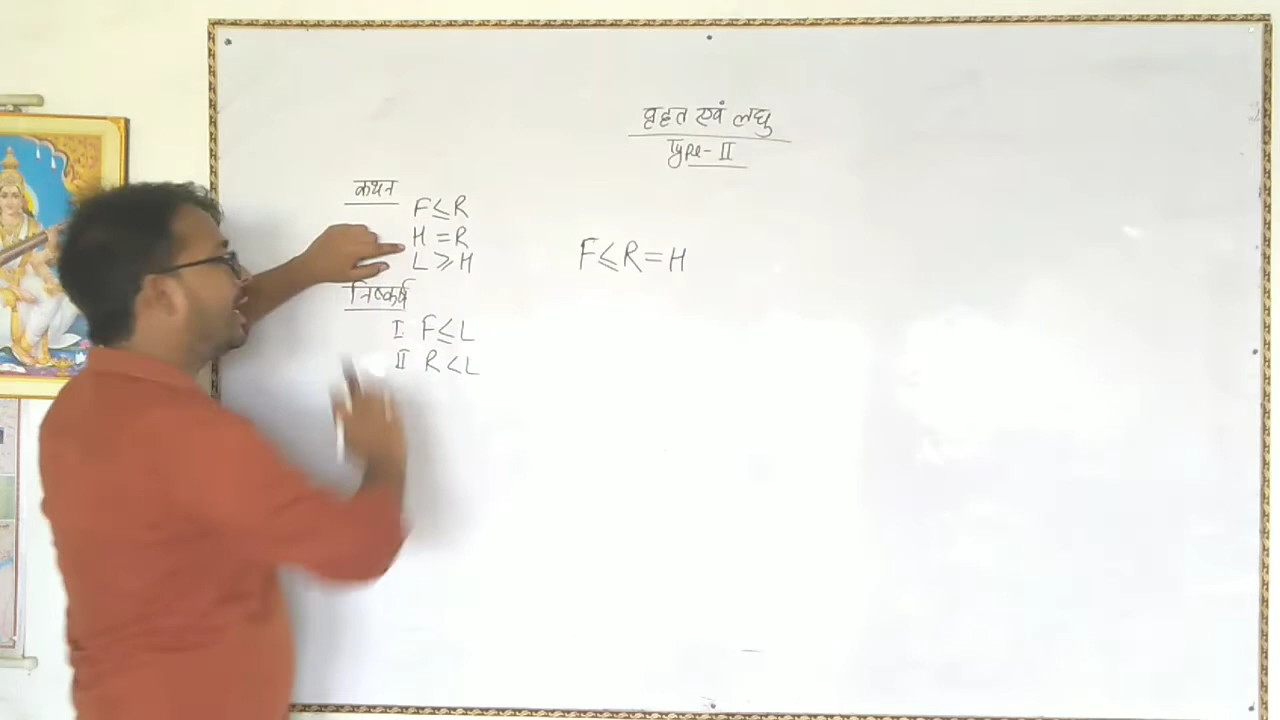 वृहत एवं लघु
Type-II
कथन
F≤R
H=R
L≥H
F≤R=H
निष्कर्ष
I F≤L
II R<L